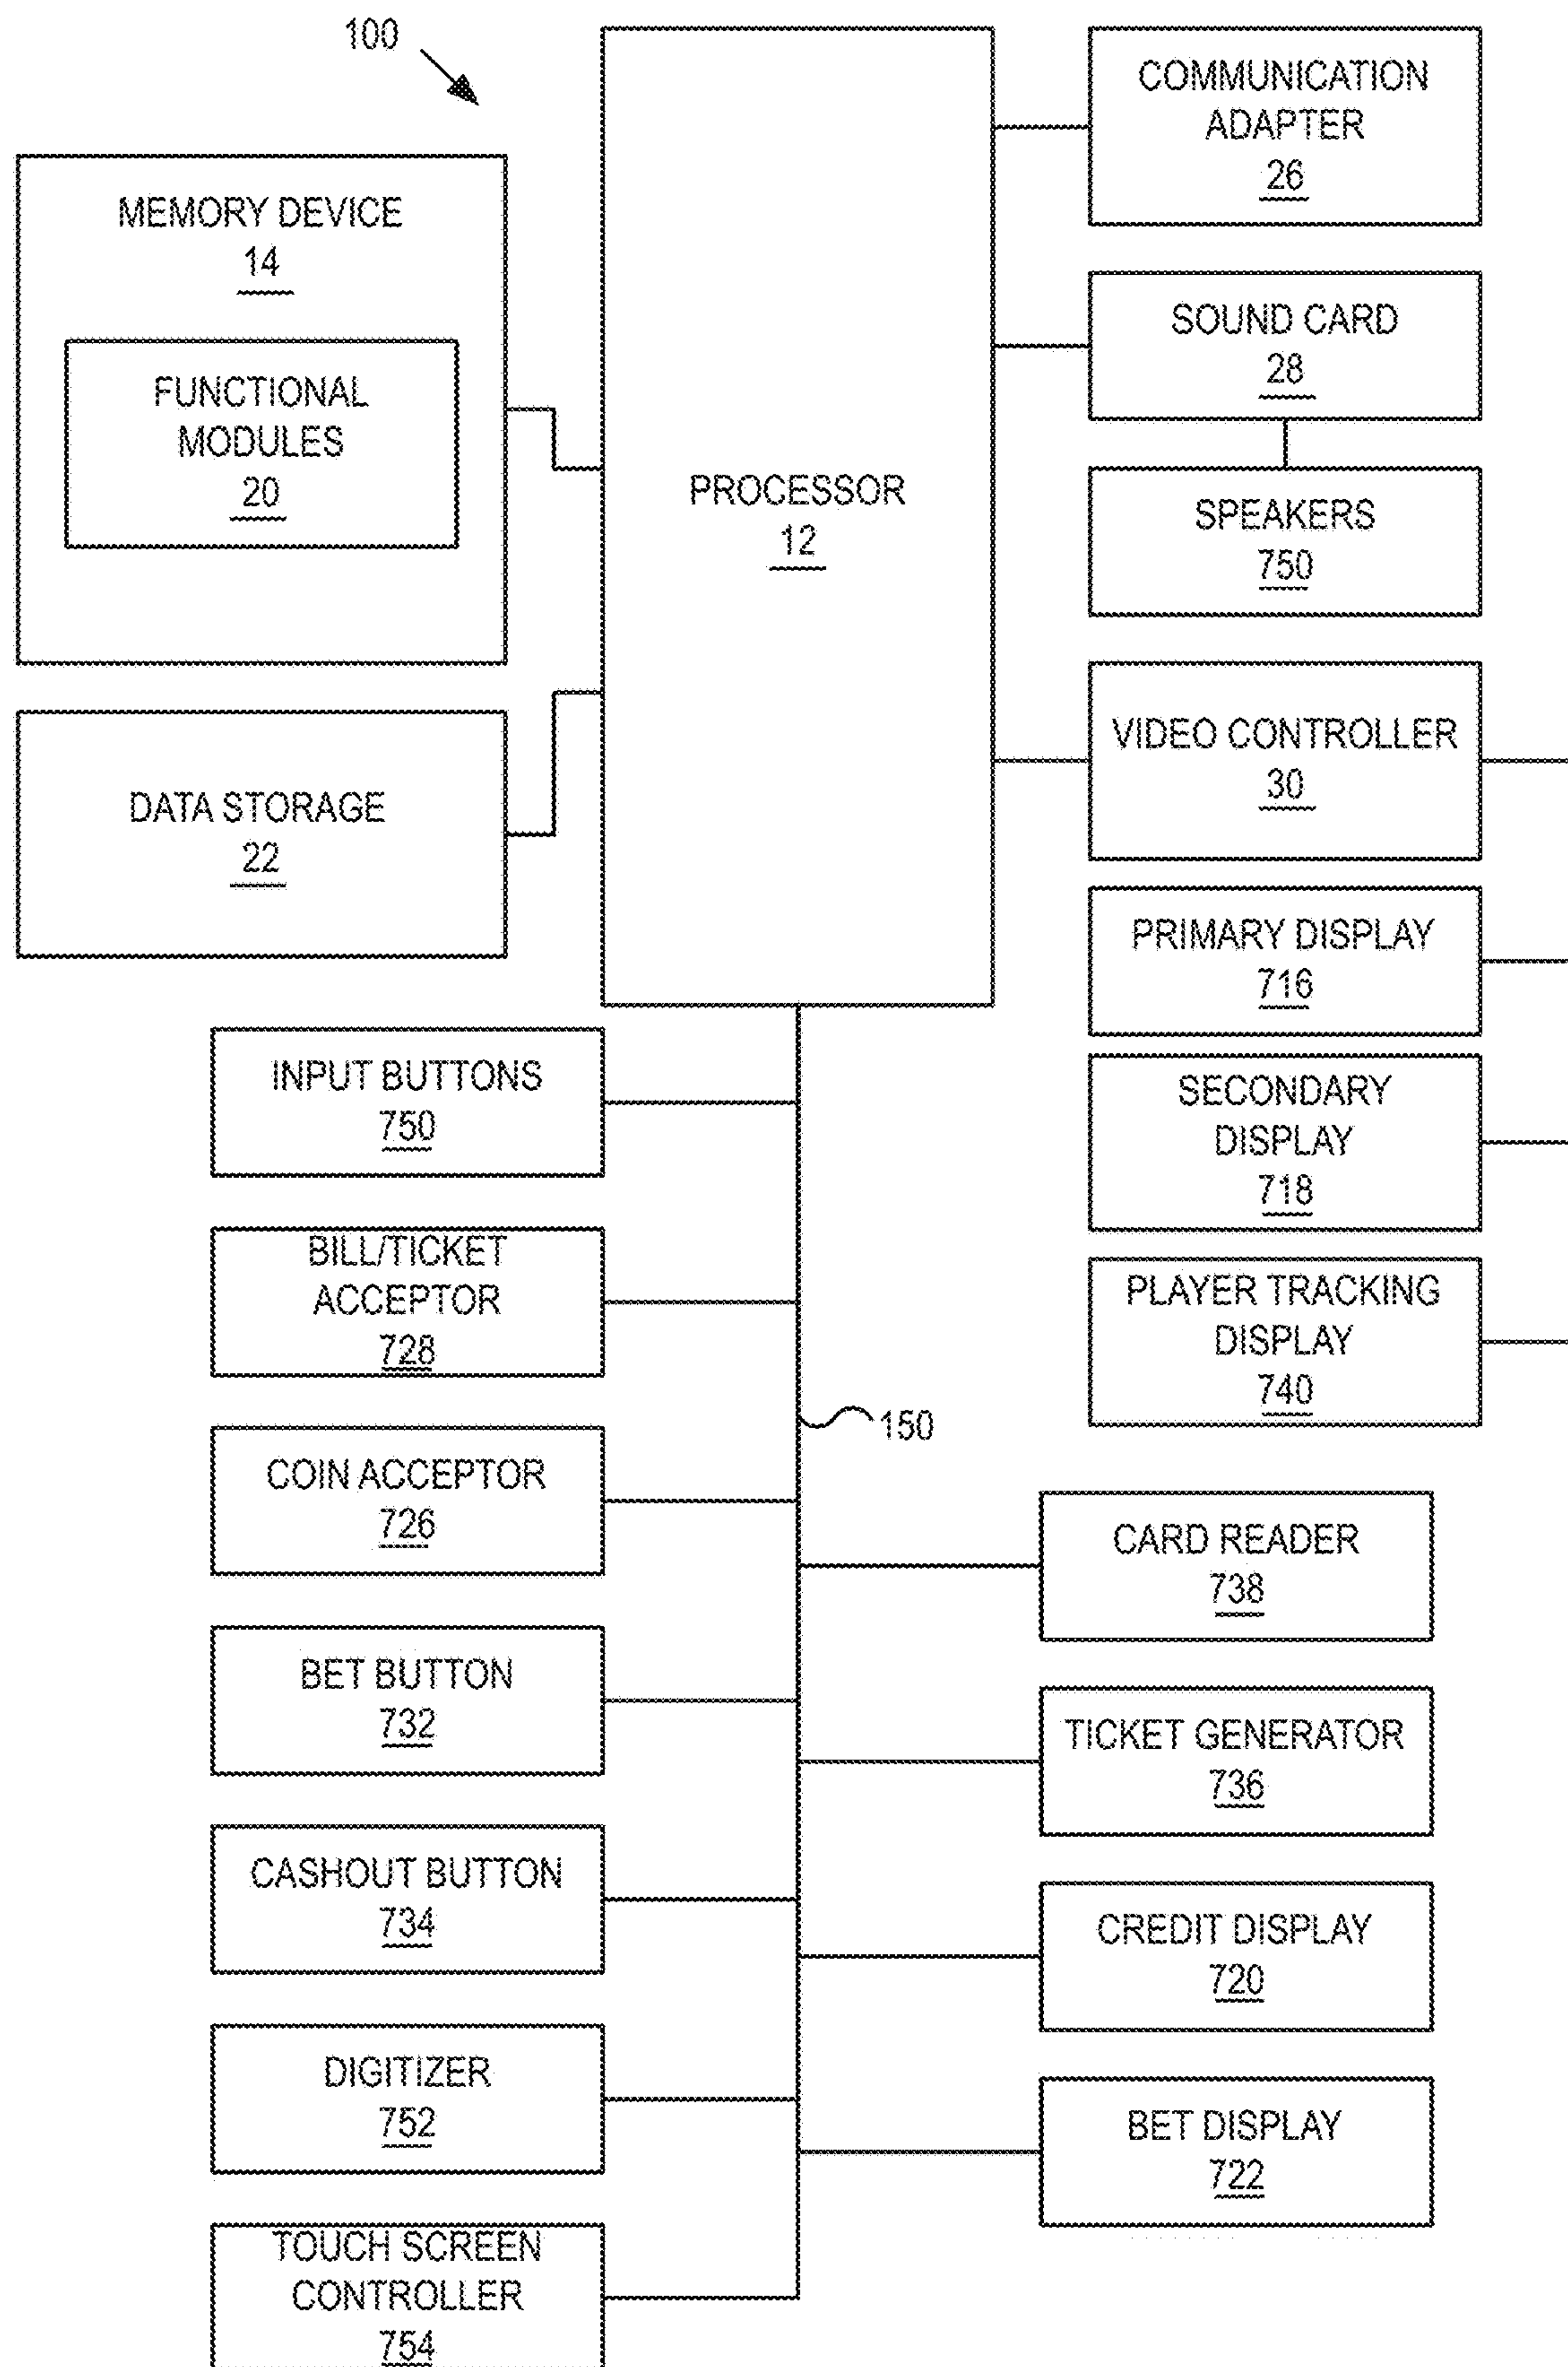 100
MEMORY DEVICE
14
FUNCTIONAL
MODULES
20
DATA STORAGE
22
PROCESSOR
12
COMMUNICATION
ADAPTER
26
SOUND CARD
28
SPEAKERS
750
VIDEO CONTROLLER
30
PRIMARY DISPLAY
716
SECONDARY
DISPLAY
718
PLAYER TRACKING
DISPLAY
740
INPUT BUTTONS
750
BILL/TICKET
ACCEPTOR
728
COIN ACCEPTOR
726
BET BUTTON
732
CASHOUT BUTTON
734
DIGITIZER
752
TOUCH SCREEN
CONTROLLER
754
150
CARD READER
738
TICKET GENERATOR
736
CREDIT DISPLAY
720
BET DISPLAY
722